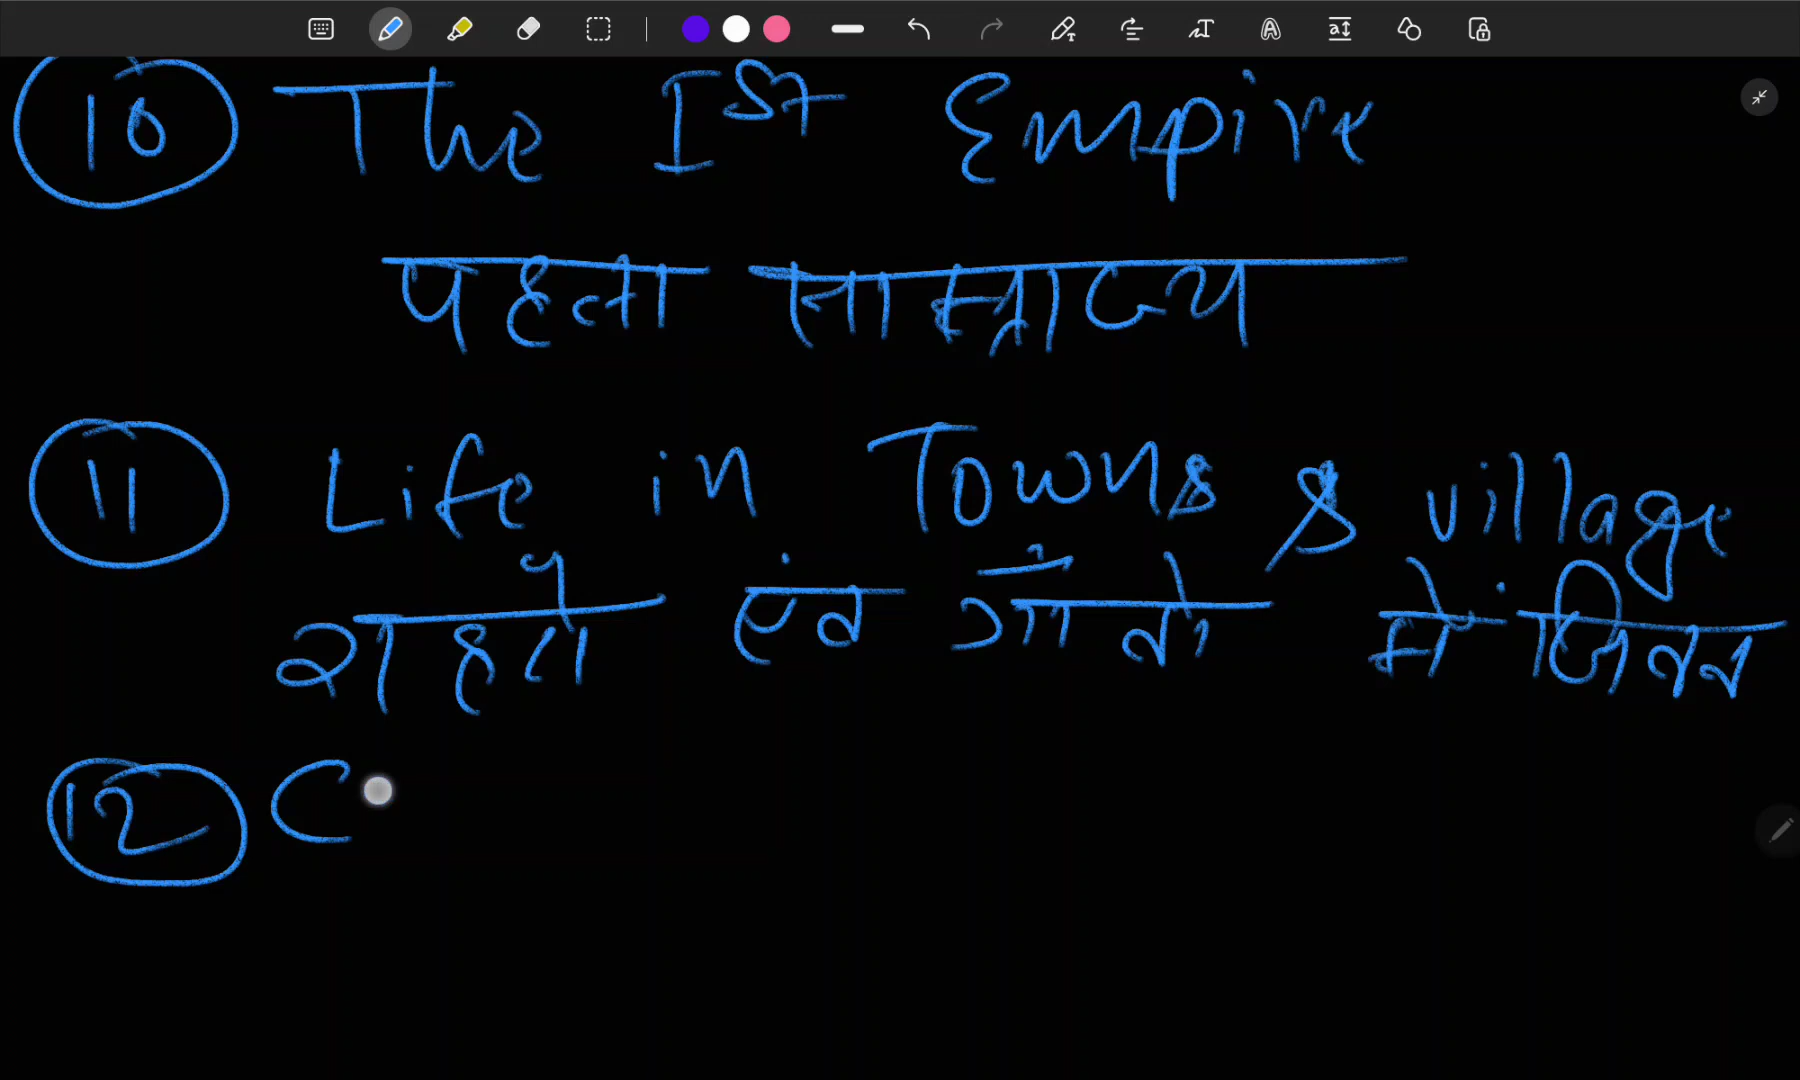 10 The Ist Empire
पहला साम्राज्य
11 Life in Towns & village
शहरो एवं गाँवो में जिवन
12 C